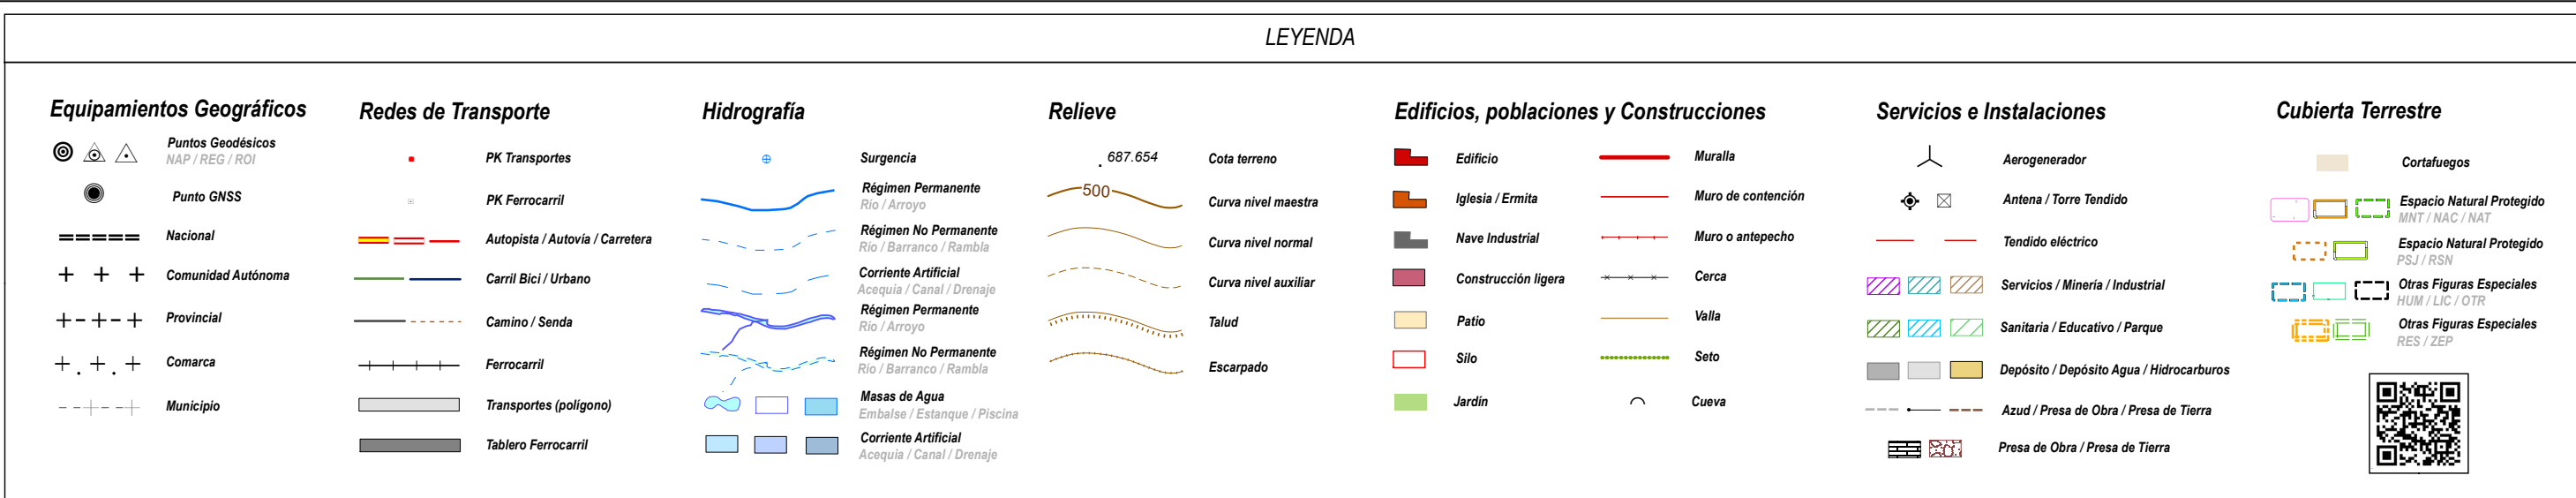 LEYENDA
Equipamientos Geográficos
Puntos Geodésicos
NAP / REG / ROI
Punto GNSS
Nacional
Comunidad Autónoma
Provincial
Comarca
Municipio
Redes de Transporte
PK Transportes
PK Ferrocarril
Autopista / Autovía / Carretera
Carril Bici / Urbano
Camino / Senda
Ferrocarril
Transportes (polígono)
Tablero Ferrocarril
Hidrografía
Surgencia
Régimen Permanente
Río / Arroyo
Régimen No Permanente
Río / Barranco / Rambla
Corriente Artificial
Acequia / Canal / Drenaje
Régimen Permanente
Río / Arroyo
Régimen No Permanente
Río / Barranco / Rambla
Masas de Agua
Embalse / Estanque / Piscina
Corriente Artificial
Acequia / Canal / Drenaje
Relieve
. 687.654
Cota terreno
500
Curva nivel maestra
Curva nivel normal
Curva nivel auxiliar
Talud
Escarpado
Edificios, poblaciones y Construcciones
Edificio
Iglesia / Ermita
Nave Industrial
Construcción ligera
Patio
Silo
Jardín
Muralla
Muro de contención
Muro o antepecho
Cerca
Valla
Seto
Cueva
Servicios e Instalaciones
Aerogenerador
Antena / Torre Tendido
Tendido eléctrico
Servicios / Minería / Industrial
Sanitaria / Educativo / Parque
Depósito / Depósito Agua / Hidrocarburos
Azud / Presa de Obra / Presa de Tierra
Presa de Obra / Presa de Tierra
Cubierta Terrestre
Cortafuegos
Espacio Natural Protegido
MNT / NAC / NAT
Espacio Natural Protegido
PSJ / RSN
Otras Figuras Especiales
HUM / LIC / OTR
Otras Figuras Especiales
RES / ZEP